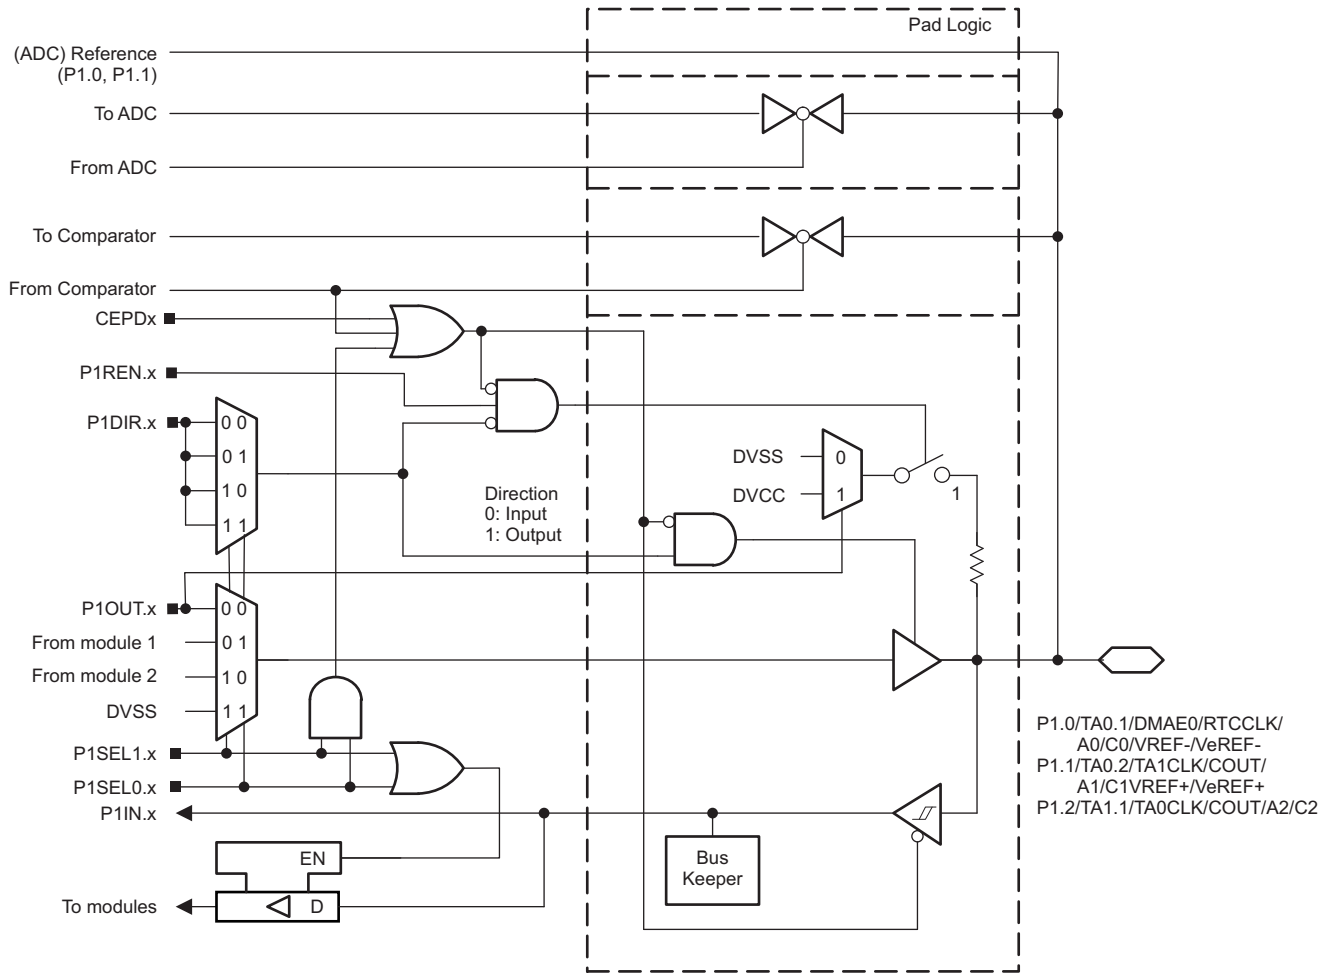 Pad Logic
(ADC) Reference
(P1.0, P1.1)
To ADC
From ADC
To Comparator
From Comparator
CEPDx
P1REN.x
P1DIR.x
0 0
0 1
1 0
1 1
Direction
0: Input
1: Output
DVSS
0
DVCC
1
1
P1OUT.x
0 0
From module 1
0 1
From module 2
1 0
DVSS
1 1
P1SEL1.x
P1SEL0.x
P1IN.x
EN
To modules
D
Bus
Keeper
P1.0/TA0.1/DMAE0/RTCCLK/
A0/C0/VREF-/VeREF-
P1.1/TA0.2/TA1CLK/COUT/
A1/C1VREF+/VeREF+
P1.2/TA1.1/TA0CLK/COUT/A2/C2